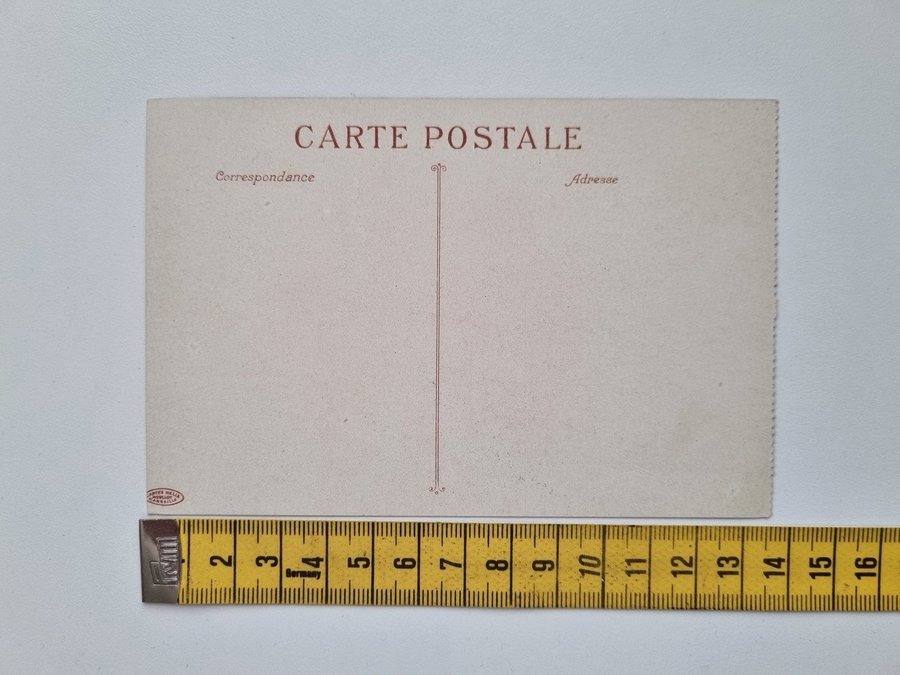 CARTE POSTALE
Correspondance
Adresse
2 3 4 5 6 7 8 9 10 11 12 13 14 15 16
Germany